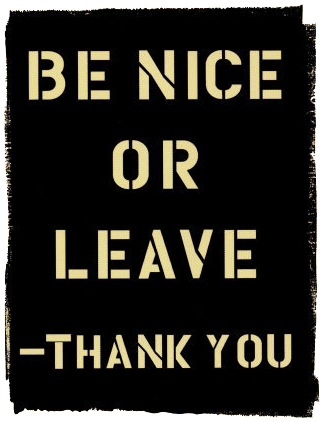 BE NICE
OR
LEAVE
–THANK YOU